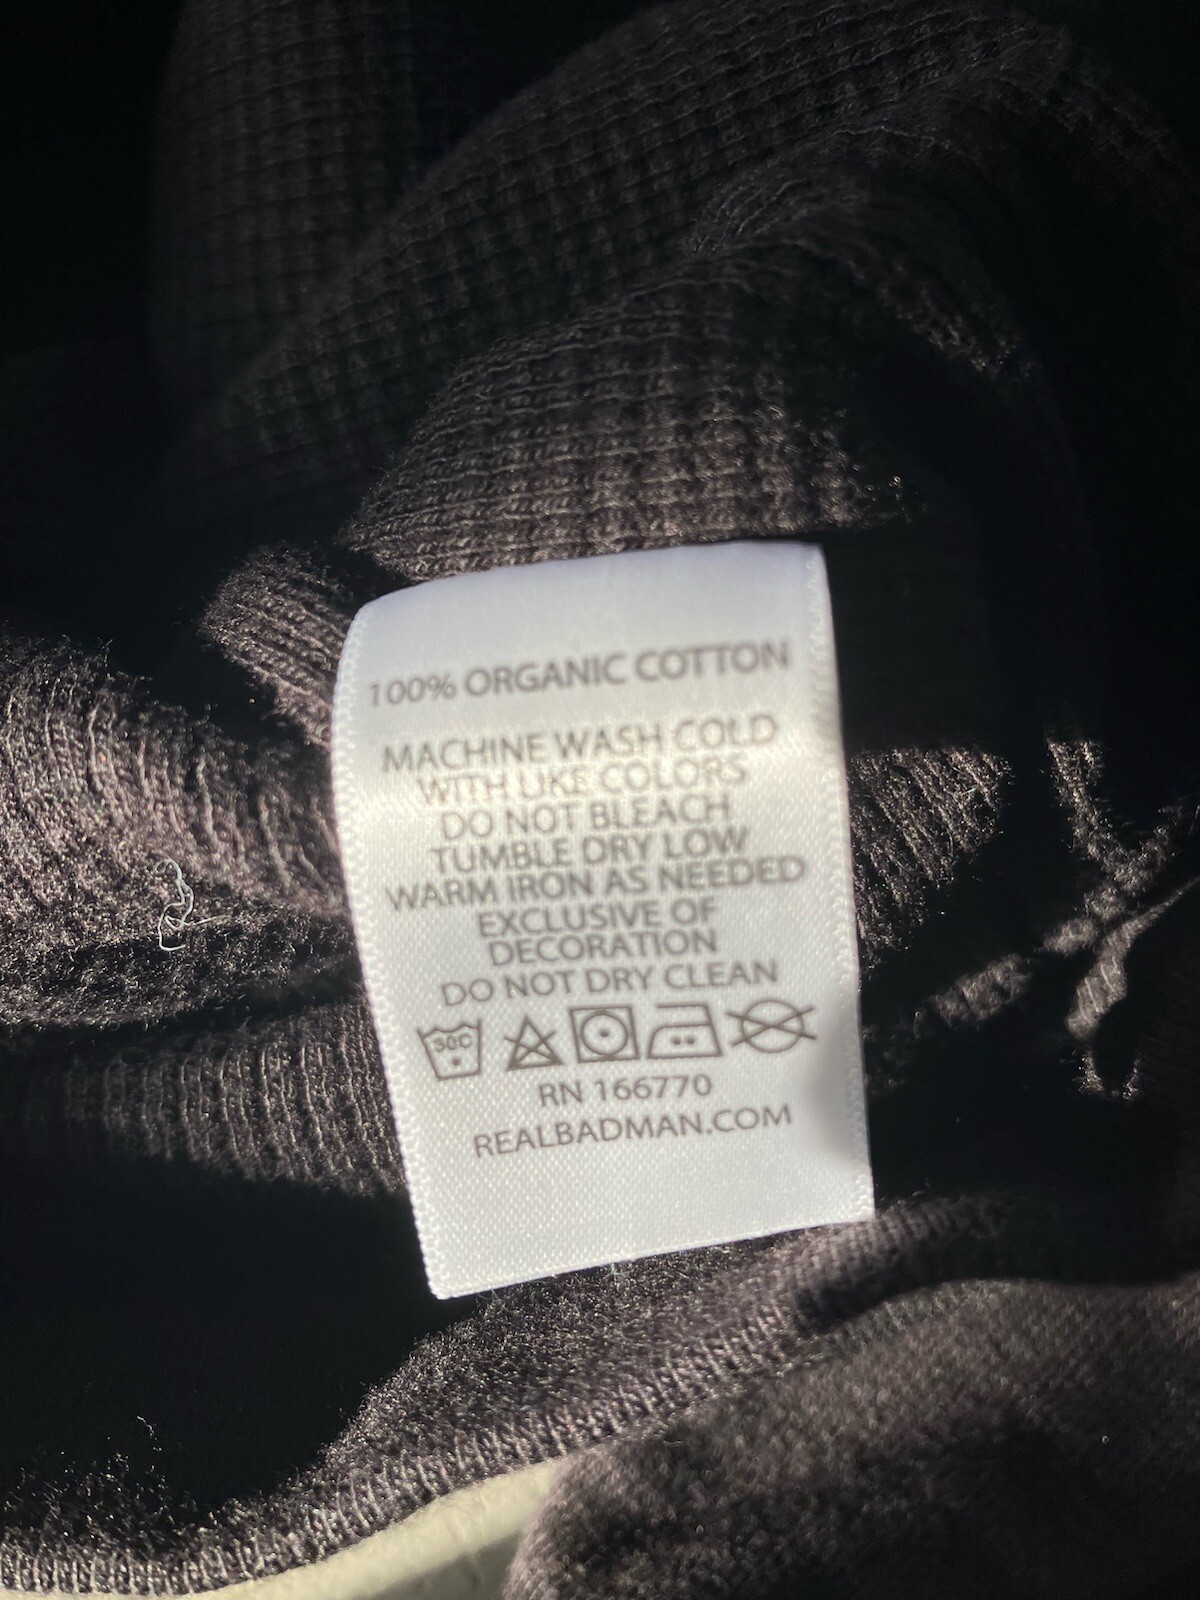 100% ORGANIC COTTON
MACHINE WASH COLD
WITH LIKE COLORS
DO NOT BLEACH
TUMBLE DRY LOW
WARM IRON AS NEEDED
EXCLUSIVE OF
DECORATION
DO NOT DRY CLEAN
30C
RN 166770
REALBADMAN.COM